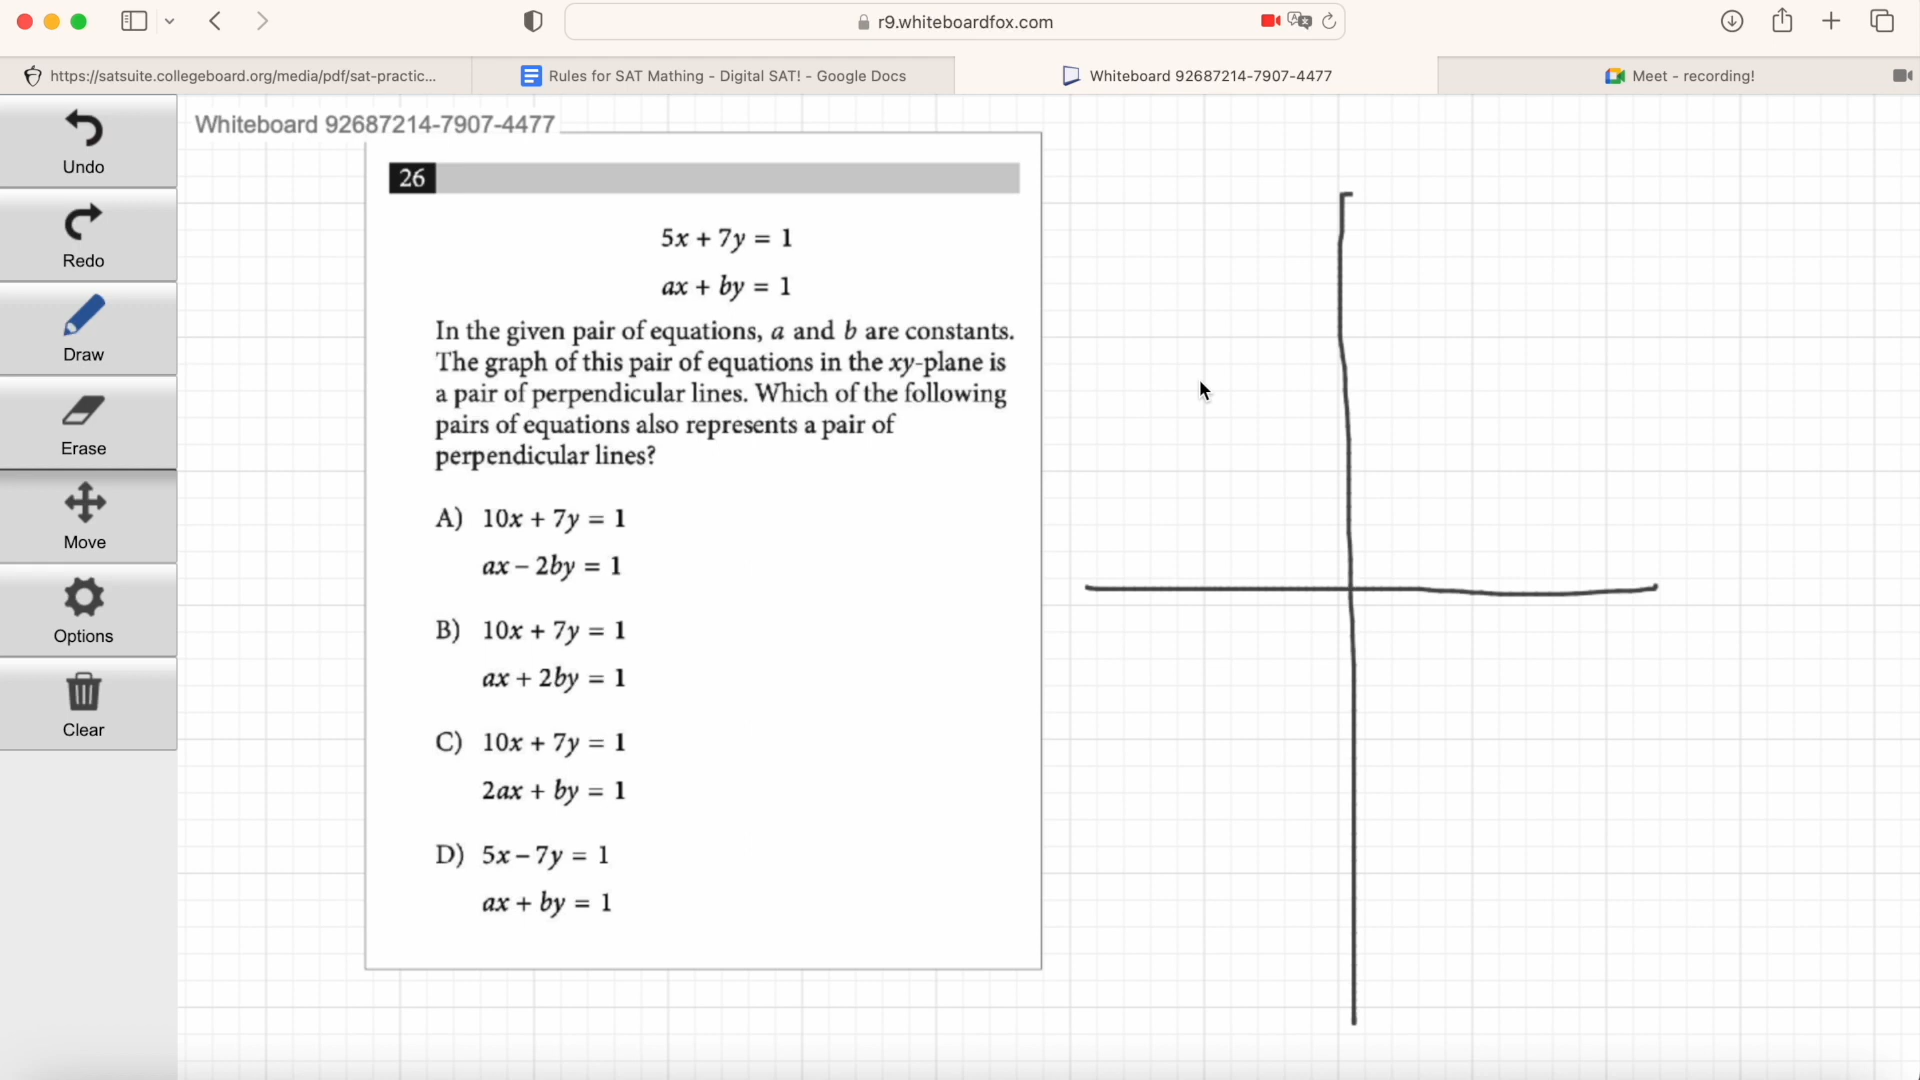 r9.whiteboardfox.com
https://satsuite.collegeboard.org/media/pdf/sat-practic...
Rules for SAT Mathing - Digital SAT! - Google Docs
Whiteboard 92687214-7907-4477
Meet - recording!
Undo
Redo
Draw
Erase
Move
Options
Clear
Whiteboard 92687214-7907-4477
26
5x + 7y = 1
ax + by = 1
In the given pair of equations, a and b are constants.
The graph of this pair of equations in the xy-plane is
a pair of perpendicular lines. Which of the following
pairs of equations also represents a pair of
perpendicular lines?
A) 10x + 7y = 1
ax – 2by = 1
B) 10x + 7y = 1
ax + 2by = 1
C) 10x + 7y = 1
2ax + by = 1
D) 5x – 7y = 1
ax + by = 1